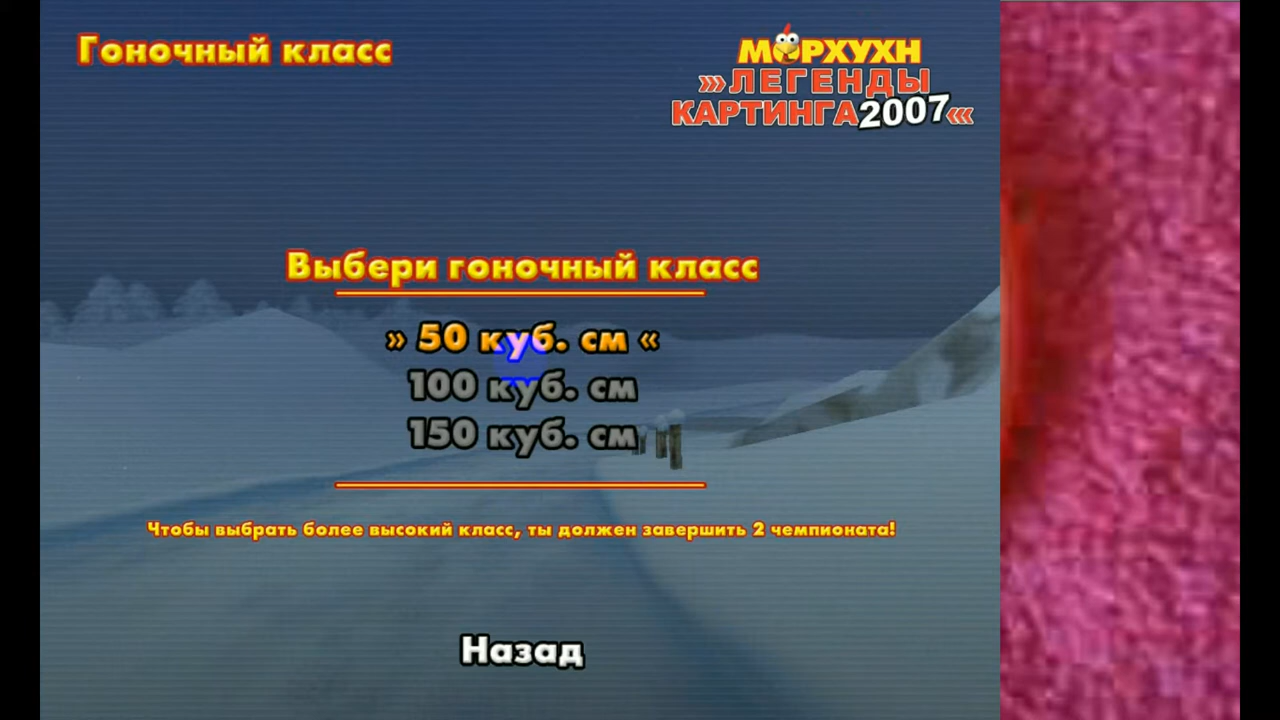 Гоночный класс
МОРХУХН
»»ЛЕГЕНДЫ
КАРТИНГА2007«««
Выбери гоночный класс
» 50 куб. см «
100 куб. см
150 куб. см
Чтобы выбрать более высокий класс, ты должен завершить 2 чемпионата!
Назад